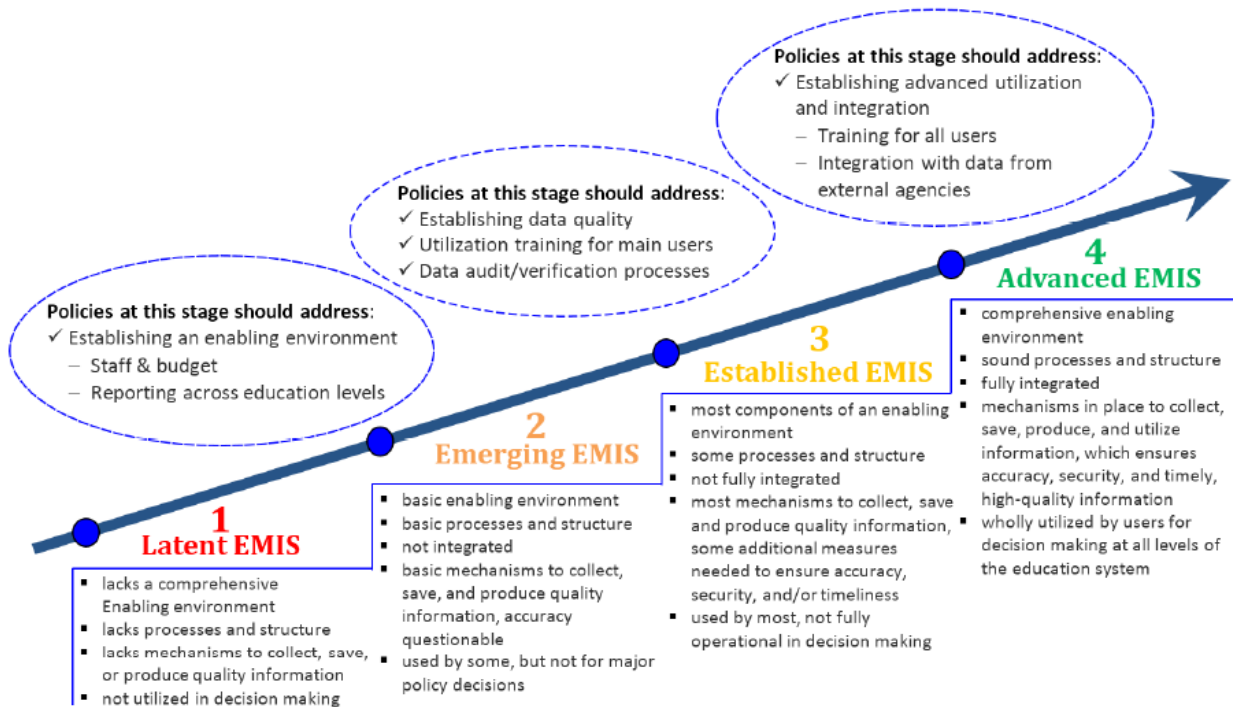 Policies at this stage should address:
✓ Establishing an enabling environment
– Staff & budget
– Reporting across education levels
Policies at this stage should address:
✓ Establishing data quality
✓ Utilization training for main users
✓ Data audit/verification processes
Policies at this stage should address:
✓ Establishing advanced utilization
and integration
– Training for all users
– Integration with data from
external agencies
1
Latent EMIS
▪ lacks a comprehensive
Enabling environment
▪ lacks processes and structure
▪ lacks mechanisms to collect, save,
or produce quality information
▪ not utilized in decision making
2
Emerging EMIS
▪ basic enabling environment
▪ basic processes and structure
▪ not integrated
▪ basic mechanisms to collect,
save, and produce quality
information, accuracy
questionable
▪ used by some, but not for major
policy decisions
3
Established EMIS
▪ most components of an enabling
environment
▪ some processes and structure
▪ not fully integrated
▪ most mechanisms to collect, save
and produce quality information,
some additional measures
needed to ensure accuracy,
security, and/or timeliness
▪ used by most, not fully
operational in decision making
4
Advanced EMIS
▪ comprehensive enabling
environment
▪ sound processes and structure
▪ fully integrated
▪ mechanisms in place to collect,
save, produce, and utilize
information, which ensures
accuracy, security, and timely,
high-quality information
▪ wholly utilized by users for
decision making at all levels of
the education system